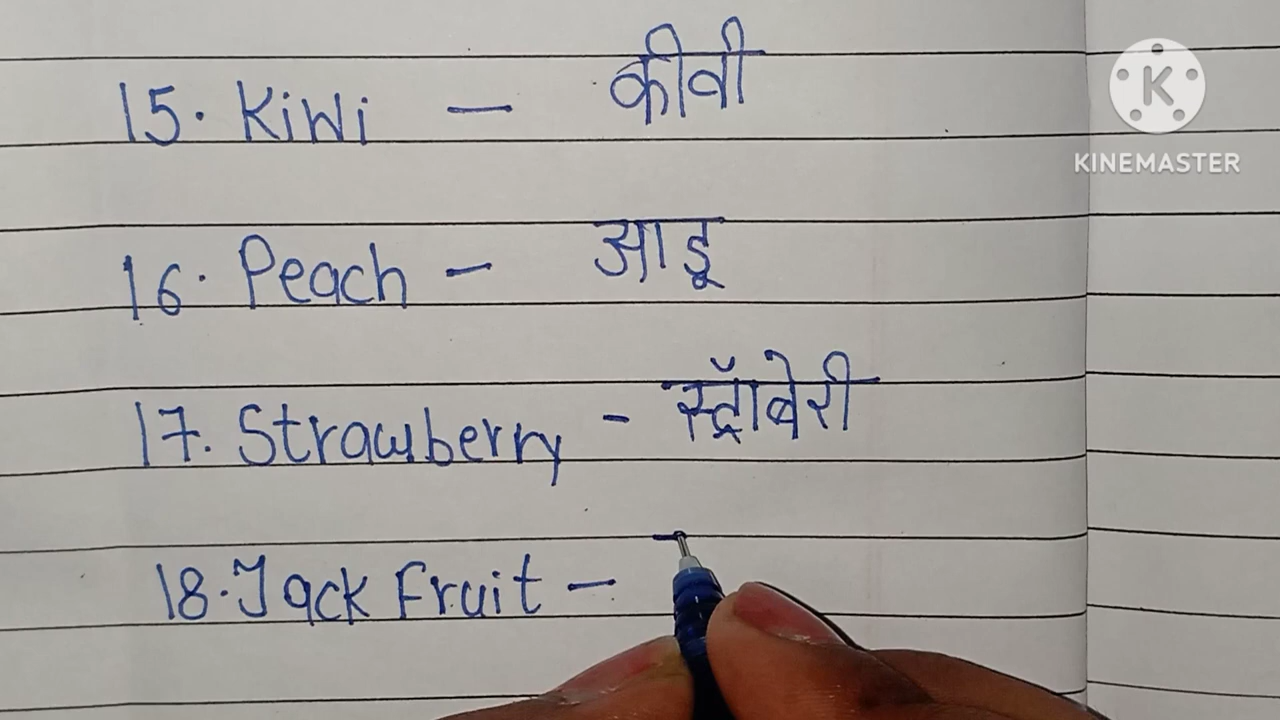 15. Kiwi - कीवी
KINEMASTER
16. Peach - आडू
17. Strawberry - स्ट्रॉबेरी
18. Jack Fruit -